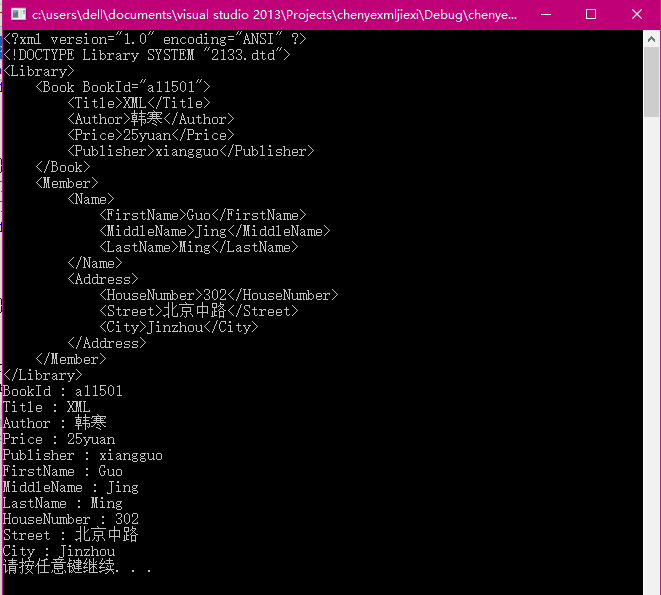 c:\users\dell\documents\visual studio 2013\Projects\chenyexmljiexi\Debug\chenye...
<?xml version="1.0" encoding="ANSI" ?>
<!DOCTYPE Library SYSTEM "2133.dtd">
<Library>
    <Book BookId="a11501">
        <Title>XML</Title>
        <Author>韩寒</Author>
        <Price>25yuan</Price>
        <Publisher>xiangguo</Publisher>
    </Book>
    <Member>
        <Name>
            <FirstName>Guo</FirstName>
            <MiddleName>Jing</MiddleName>
            <LastName>Ming</LastName>
        </Name>
        <Address>
            <HouseNumber>302</HouseNumber>
            <Street>北京中路</Street>
            <City>Jinzhou</City>
        </Address>
    </Member>
</Library>
BookId : a11501
Title : XML
Author : 韩寒
Price : 25yuan
Publisher : xiangguo
FirstName : Guo
MiddleName : Jing
LastName : Ming
HouseNumber : 302
Street : 北京中路
City : Jinzhou
请按任意键继续. . .